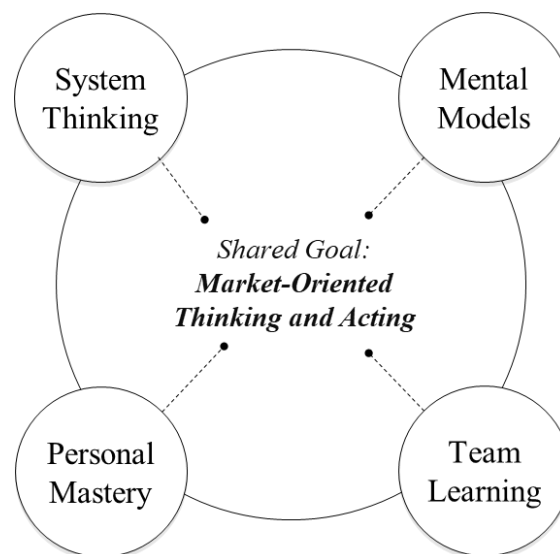 System
Thinking
Mental
Models
Shared Goal:
Market-Oriented
Thinking and Acting
Personal
Mastery
Team
Learning